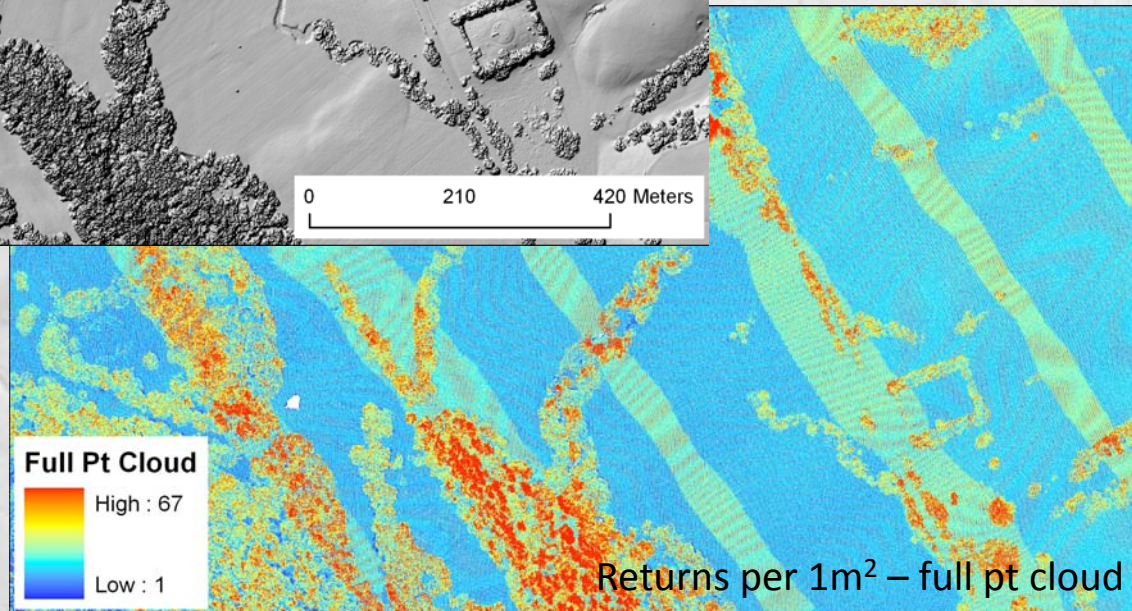 0 210 420 Meters
Full Pt Cloud
High : 67
Low : 1
Returns per 1m² – full pt cloud